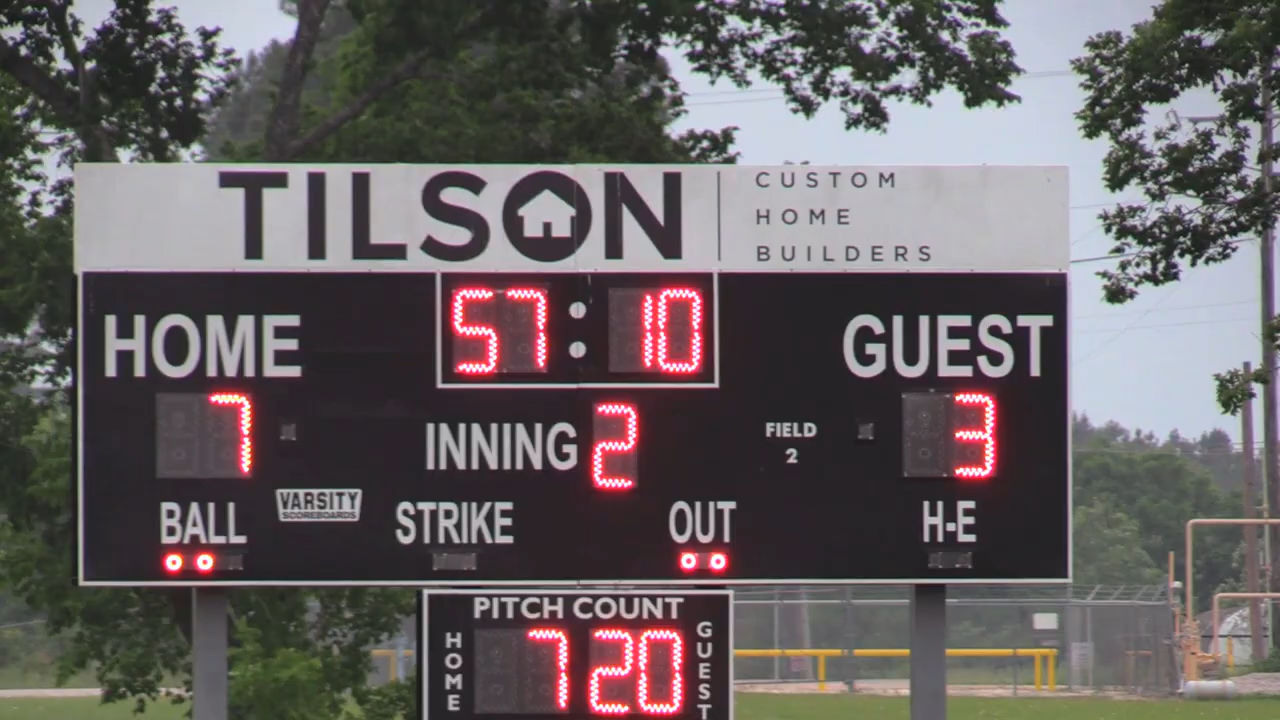 TILSON
CUSTOM
HOME
BUILDERS
57:10
HOME
GUEST
7
INNING 2
FIELD
2
3
BALL
VARSITY
SCOREBOARDS
STRIKE
OUT
H-E
PITCH COUNT
HOME
7
20
GUEST